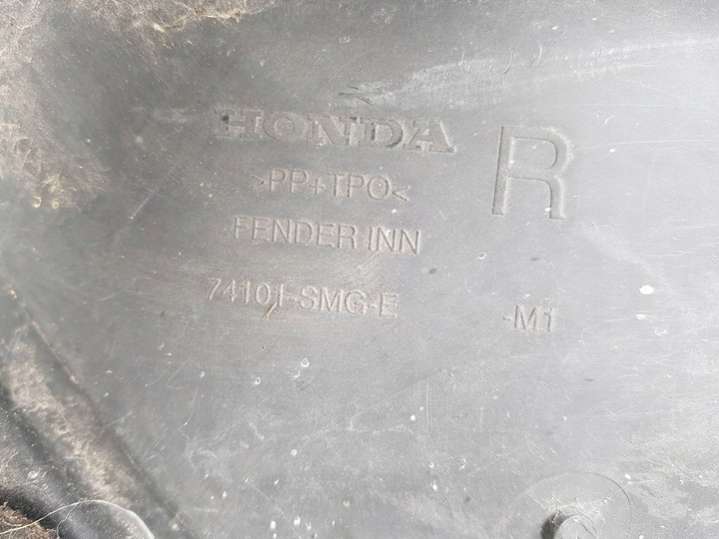 HONDA
R
>PP+TPO<
FENDER INN
74101-SMG-E -M1